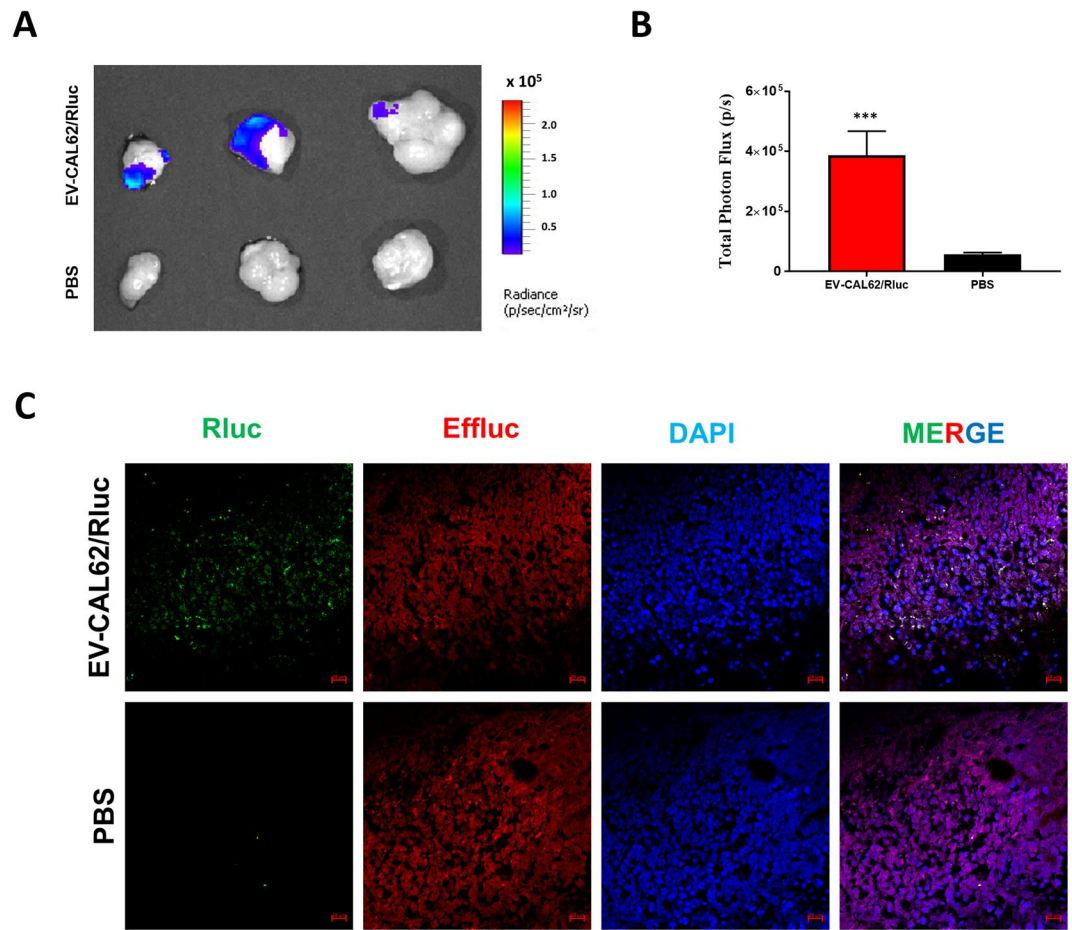 A
EV-CAL62/Rluc
PBS
x 10⁵
2.0
1.5
1.0
0.5
Radiance
(p/sec/cm²/sr)
B
Total Photon Flux (p/s)
6×10⁵
4×10⁵
2×10⁵
0
***
EV-CAL62/Rluc
PBS
C
Rluc
Effluc
DAPI
MERGE
EV-CAL62/Rluc
PBS